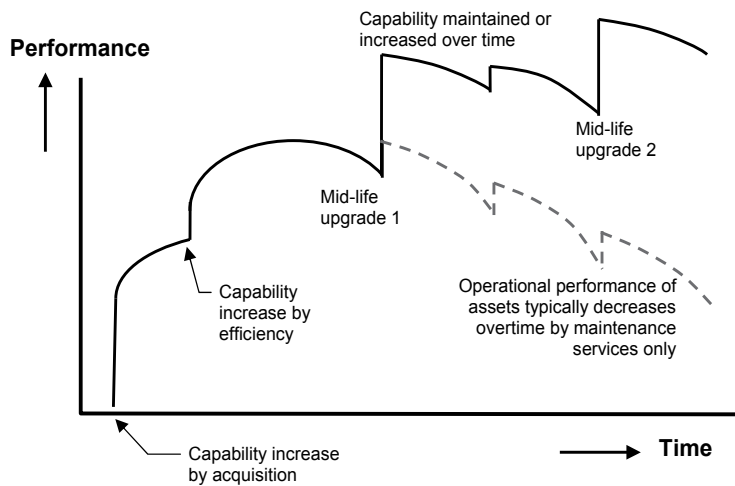 Performance
Capability maintained or
increased over time
Mid-life
upgrade 1
Mid-life
upgrade 2
Capability
increase by
efficiency
Operational performance of
assets typically decreases
overtime by maintenance
services only
Capability increase
by acquisition
Time